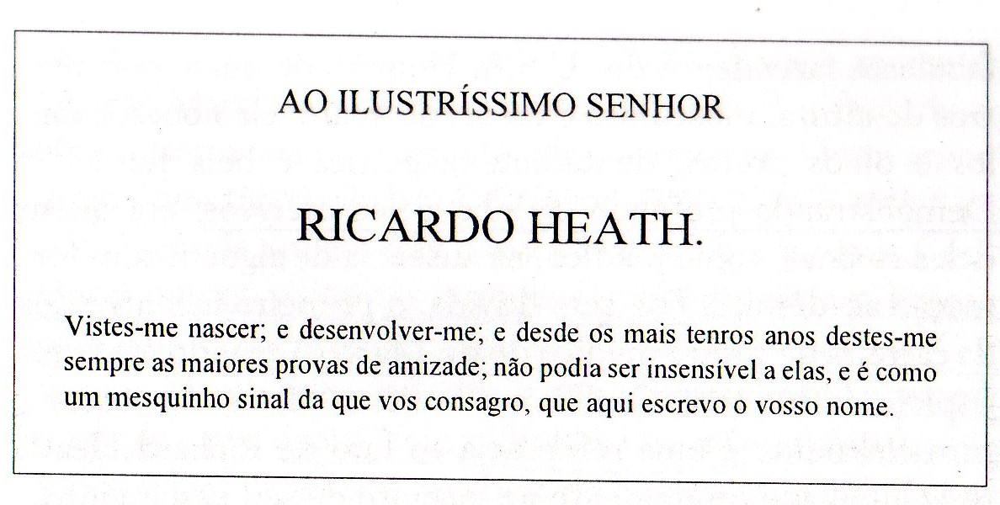 AO ILUSTRÍSSIMO SENHOR
RICARDO HEATH.
Vistes-me nascer; e desenvolver-me; e desde os mais tenros anos destes-me
sempre as maiores provas de amizade; não podia ser insensível a elas, e é como
um mesquinho sinal da que vos consagro, que aqui escrevo o vosso nome.